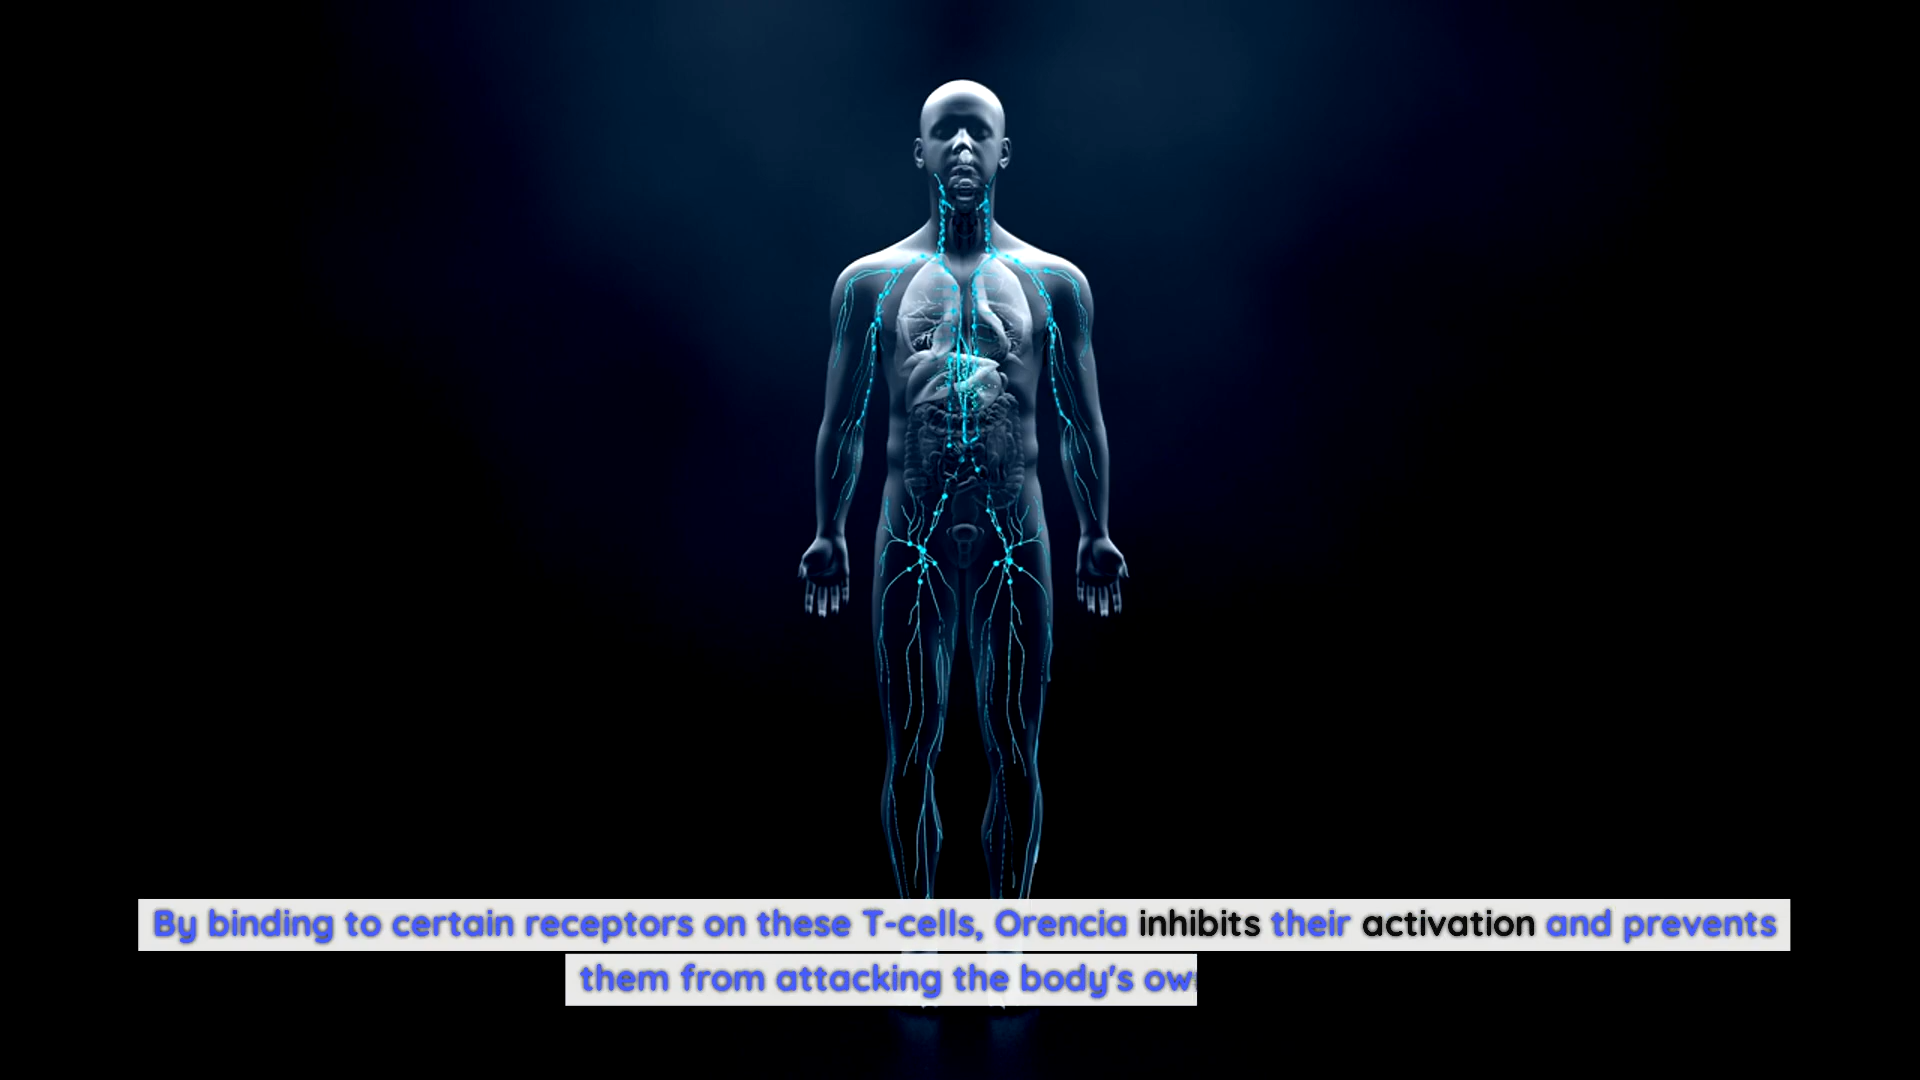 By binding to certain receptors on these T-cells, Orencia inhibits their activation and prevents
them from attacking the body's